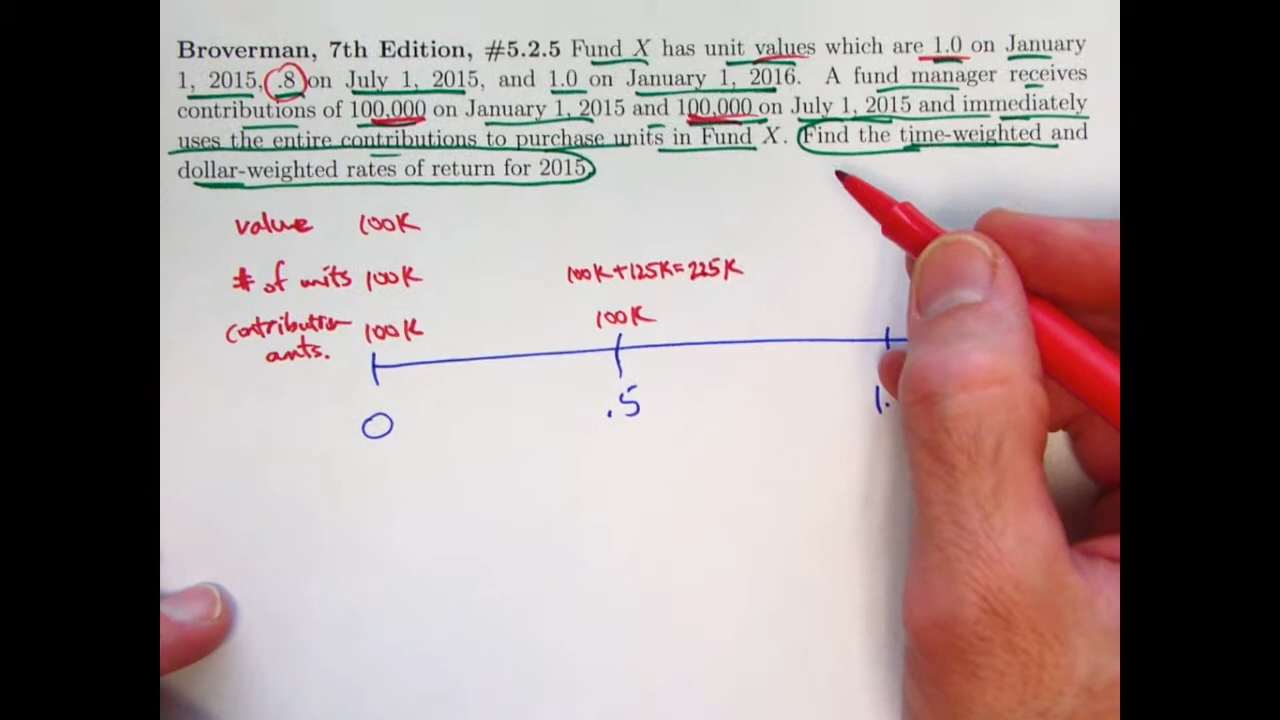 Broverman, 7th Edition, #5.2.5 Fund X has unit values which are 1.0 on January
1, 2015, .8 on July 1, 2015, and 1.0 on January 1, 2016. A fund manager receives
contributions of 100,000 on January 1, 2015 and 100,000 on July 1, 2015 and immediately
uses the entire contributions to purchase units in Fund X. Find the time-weighted and
dollar-weighted rates of return for 2015.
value 100K
# of units 100K 100K+125K=225K
contribution 100K 100K
amts.
0 .5 1.